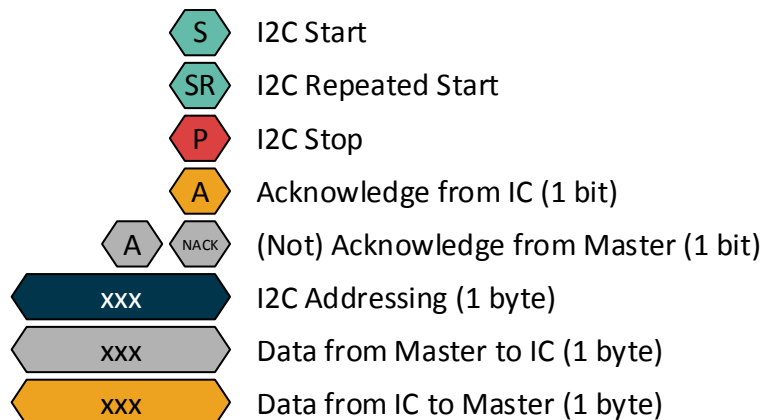 S I2C Start
SR I2C Repeated Start
P I2C Stop
A Acknowledge from IC (1 bit)
A NACK (Not) Acknowledge from Master (1 bit)
xxx I2C Addressing (1 byte)
xxx Data from Master to IC (1 byte)
xxx Data from IC to Master (1 byte)